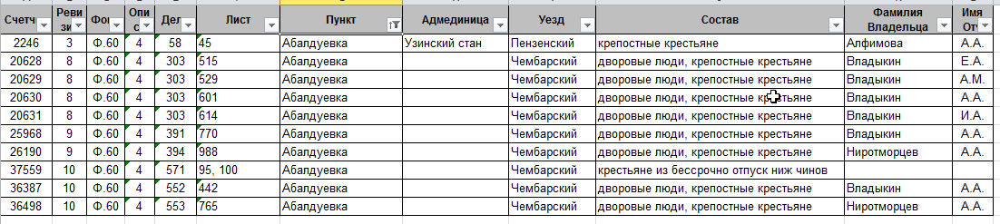 Счетч Реви зи Фо Опи с Дел Лист Пункт Адмединица Уезд Состав Фамилия Владельца Имя Отч
2246 3 Ф.60 4 58 45 Абалдуевка Узинский стан Пензенский крепостные крестьяне Алфимова А.А.
20628 8 Ф.60 4 303 515 Абалдуевка Чембарский дворовые люди, крепостные крестьяне Владыкин Е.А.
20629 8 Ф.60 4 303 529 Абалдуевка Чембарский дворовые люди, крепостные крестьяне Владыкин А.М.
20630 8 Ф.60 4 303 601 Абалдуевка Чембарский дворовые люди, крепостные крестьяне Владыкин А.А.
20631 8 Ф.60 4 303 614 Абалдуевка Чембарский дворовые люди, крепостные крестьяне Владыкин И.А.
25968 9 Ф.60 4 391 770 Абалдуевка Чембарский дворовые люди, крепостные крестьяне Владыкин А.А.
26190 9 Ф.60 4 394 988 Абалдуевка Чембарский дворовые люди, крепостные крестьяне Ниротморцев А.А.
37559 10 Ф.60 4 571 95, 100 Абалдуевка Чембарский крестьяне из бессрочно отпуск ниж чинов
36387 10 Ф.60 4 552 442 Абалдуевка Чембарский дворовые люди, крепостные крестьяне Владыкин А.А.
36498 10 Ф.60 4 553 765 Абалдуевка Чембарский дворовые люди, крепостные крестьяне Ниротморцев А.А.